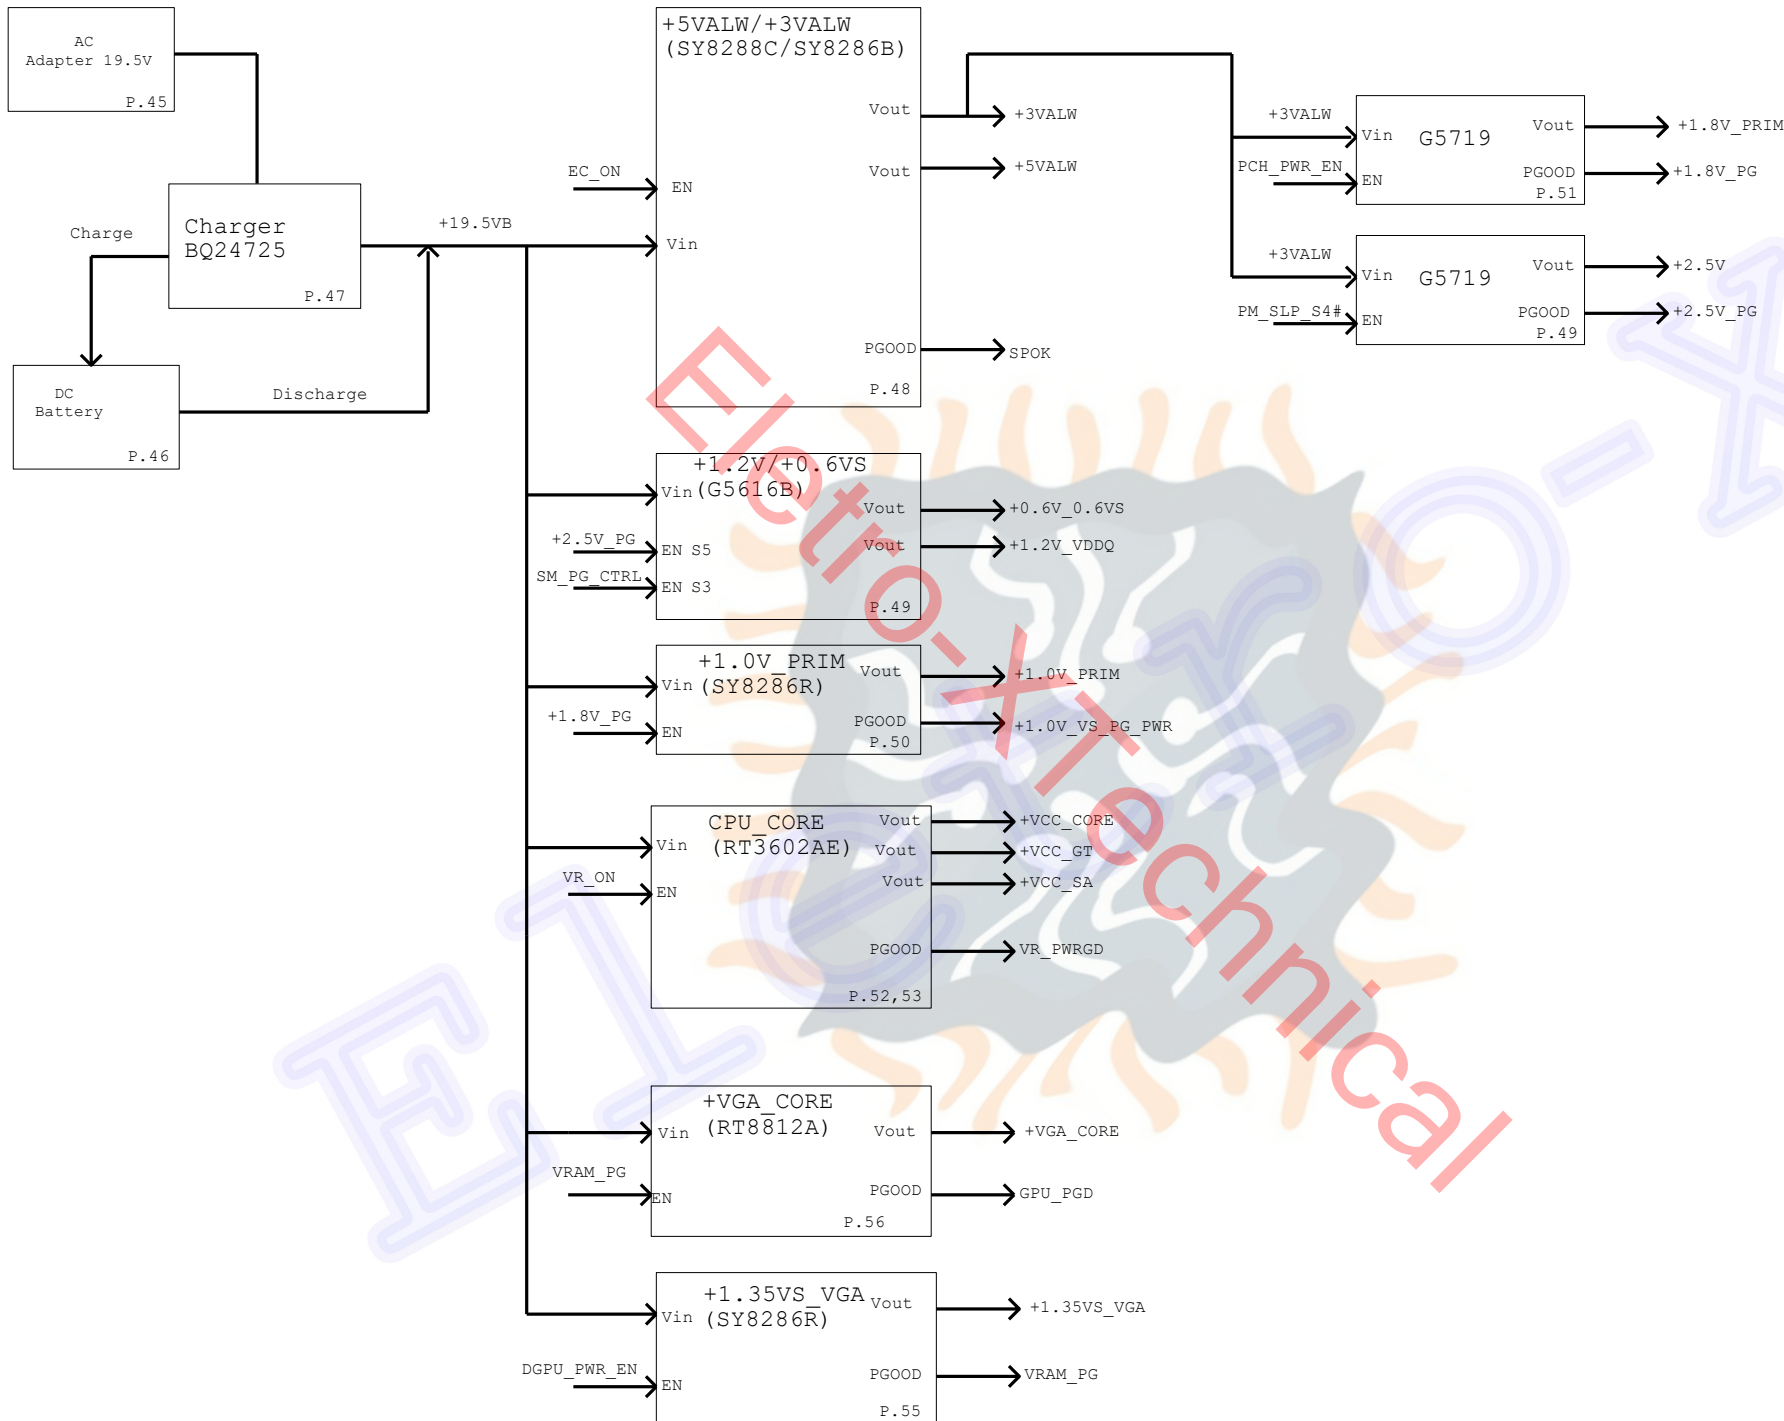 AC
Adapter 19.5V
P.45
Charger
BQ24725
P.47
Charge
DC
Battery
P.46
Discharge
+19.5VB
+5VALW/+3VALW
(SY8288C/SY8286B)
EC_ON
EN
Vin
Vout
+3VALW
Vout
+5VALW
PGOOD
SPOK
P.48
+3VALW
Vin
G5719
Vout
+1.8V_PRIM
PCH_PWR_EN
EN
PGOOD
+1.8V_PG
P.51
+3VALW
Vin
G5719
Vout
+2.5V
PM_SLP_S4#
EN
PGOOD
+2.5V_PG
P.49
+1.2V/+0.6VS
Vin
(G5616B)
Vout
+0.6V_0.6VS
+2.5V_PG
EN S5
Vout
+1.2V_VDDQ
SM_PG_CTRL
EN S3
P.49
+1.0V_PRIM
Vin
(SY8286R)
Vout
+1.0V_PRIM
+1.8V_PG
EN
PGOOD
+1.0V_VS_PG_PWR
P.50
CPU_CORE
(RT3602AE)
Vin
Vout
+VCC_CORE
Vout
+VCC_GT
VR_ON
EN
Vout
+VCC_SA
PGOOD
VR_PWRGD
P.52,53
+VGA_CORE
(RT8812A)
Vin
Vout
+VGA_CORE
VRAM_PG
EN
PGOOD
GPU_PGD
P.56
+1.35VS_VGA
(SY8286R)
Vin
Vout
+1.35VS_VGA
DGPU_PWR_EN
EN
PGOOD
VRAM_PG
P.55
Eletro-XTechnical
Eletro-X